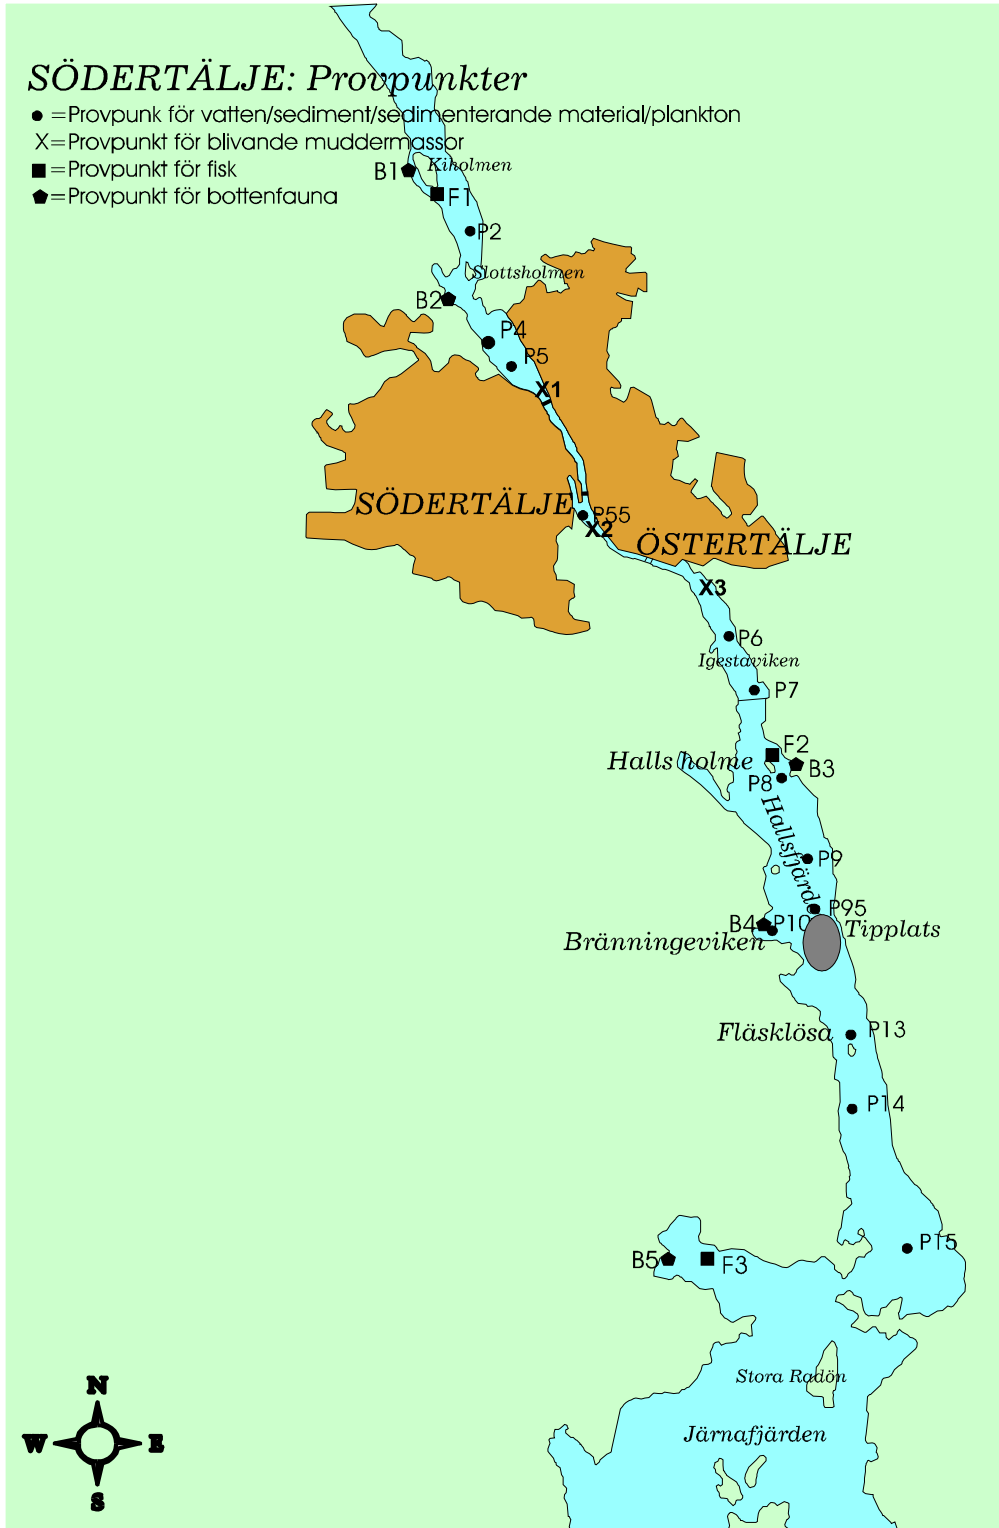 SÖDERTÄLJE: Provpunkter
=Provpunk för vatten/sediment/sedimenterande material/plankton
X=Provpunkt för blivande muddermassor
=Provpunkt för fisk
=Provpunkt för bottenfauna
B1
Kiholmen
F1
P2
Slottsholmen
B2
P4
P5
X1
SÖDERTÄLJE
P55
X2
ÖSTERTÄLJE
X3
P6
Igestaviken
P7
F2
Halls holme
B3
P8
Hallsfjärde
P9
P95
B4
P10
Tipplats
Bränningeviken
Fläsklösa
P13
P14
P15
B5
F3
Stora Radön
Järnafjärden
N
W
E
S